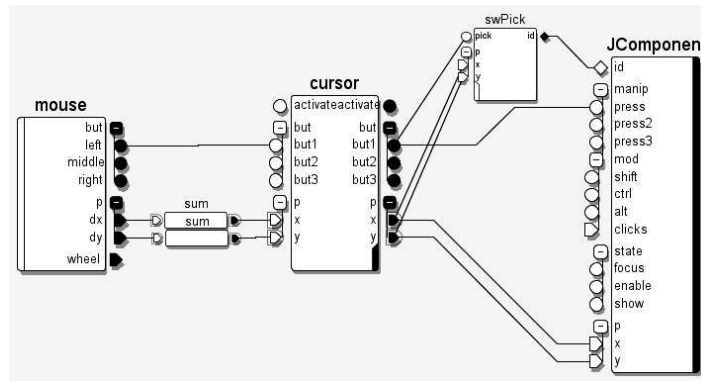 swPick
pick id
p
x
y
JComponen
id
manip
press
press2
press3
mod
shift
ctrl
alt
clicks
state
focus
enable
show
p
x
y
cursor
activate activate
but but
but1 but1
but2 but2
but3 but3
p p
x x
y y
mouse
but
left
middle
right
p
dx
dy
wheel
sum
sum